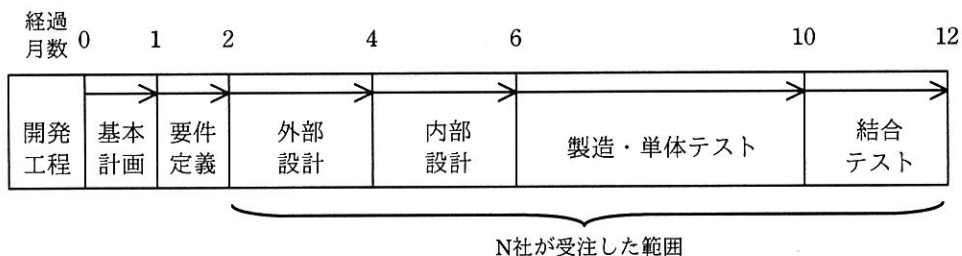 経過
月数 0 1 2 4 6 10 12
開発
工程
基本
計画
要件
定義
外部
設計
内部
設計
製造・単体テスト
結合
テスト
N社が受注した範囲